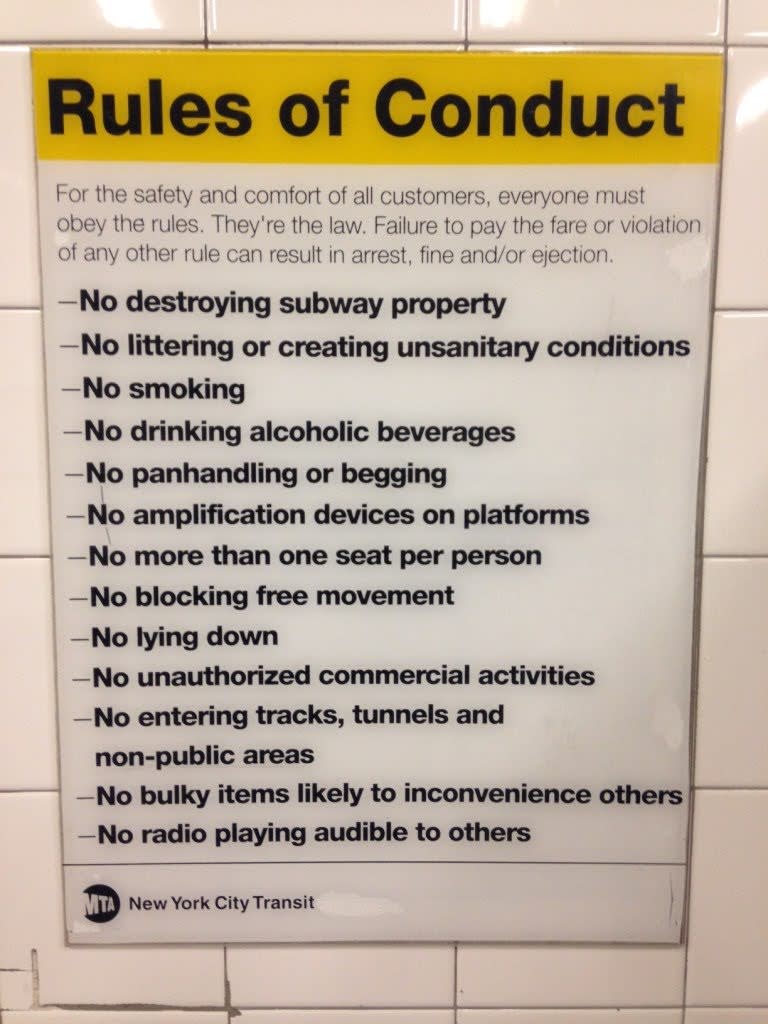 Rules of Conduct
For the safety and comfort of all customers, everyone must
obey the rules. They're the law. Failure to pay the fare or violation
of any other rule can result in arrest, fine and/or ejection.
—No destroying subway property
—No littering or creating unsanitary conditions
—No smoking
—No drinking alcoholic beverages
—No panhandling or begging
—No amplification devices on platforms
—No more than one seat per person
—No blocking free movement
—No lying down
—No unauthorized commercial activities
—No entering tracks, tunnels and
non-public areas
—No bulky items likely to inconvenience others
—No radio playing audible to others
MTA New York City Transit